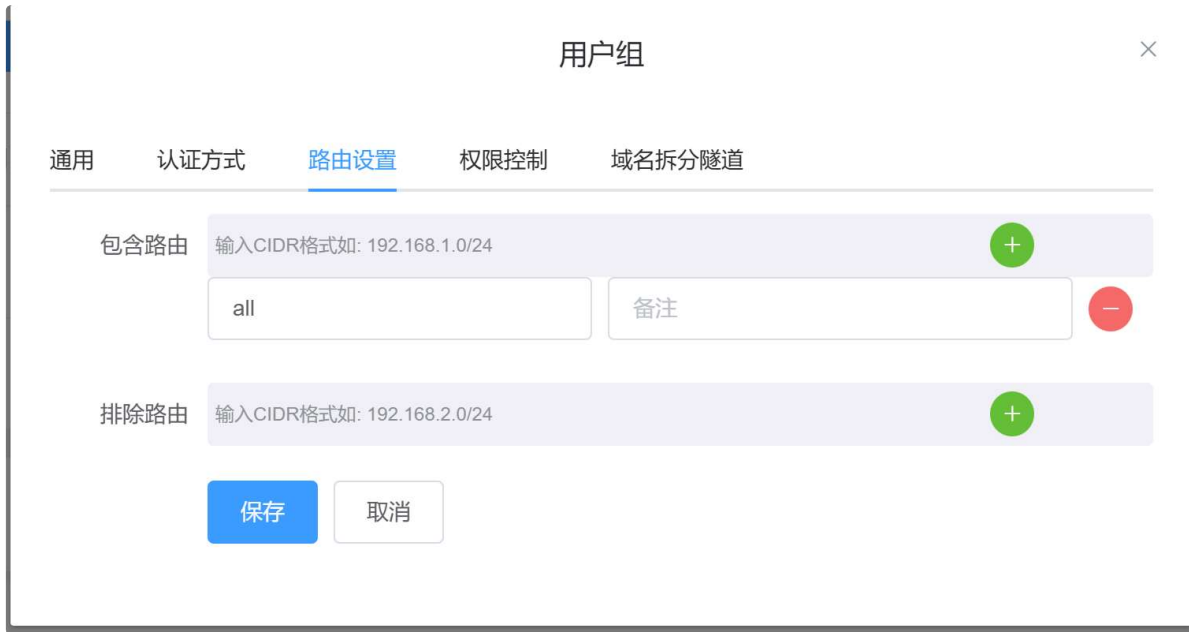 用户组
通用 认证方式 路由设置 权限控制 域名拆分隧道
包含路由 输入CIDR格式如: 192.168.1.0/24
all 备注
排除路由 输入CIDR格式如: 192.168.2.0/24
保存 取消